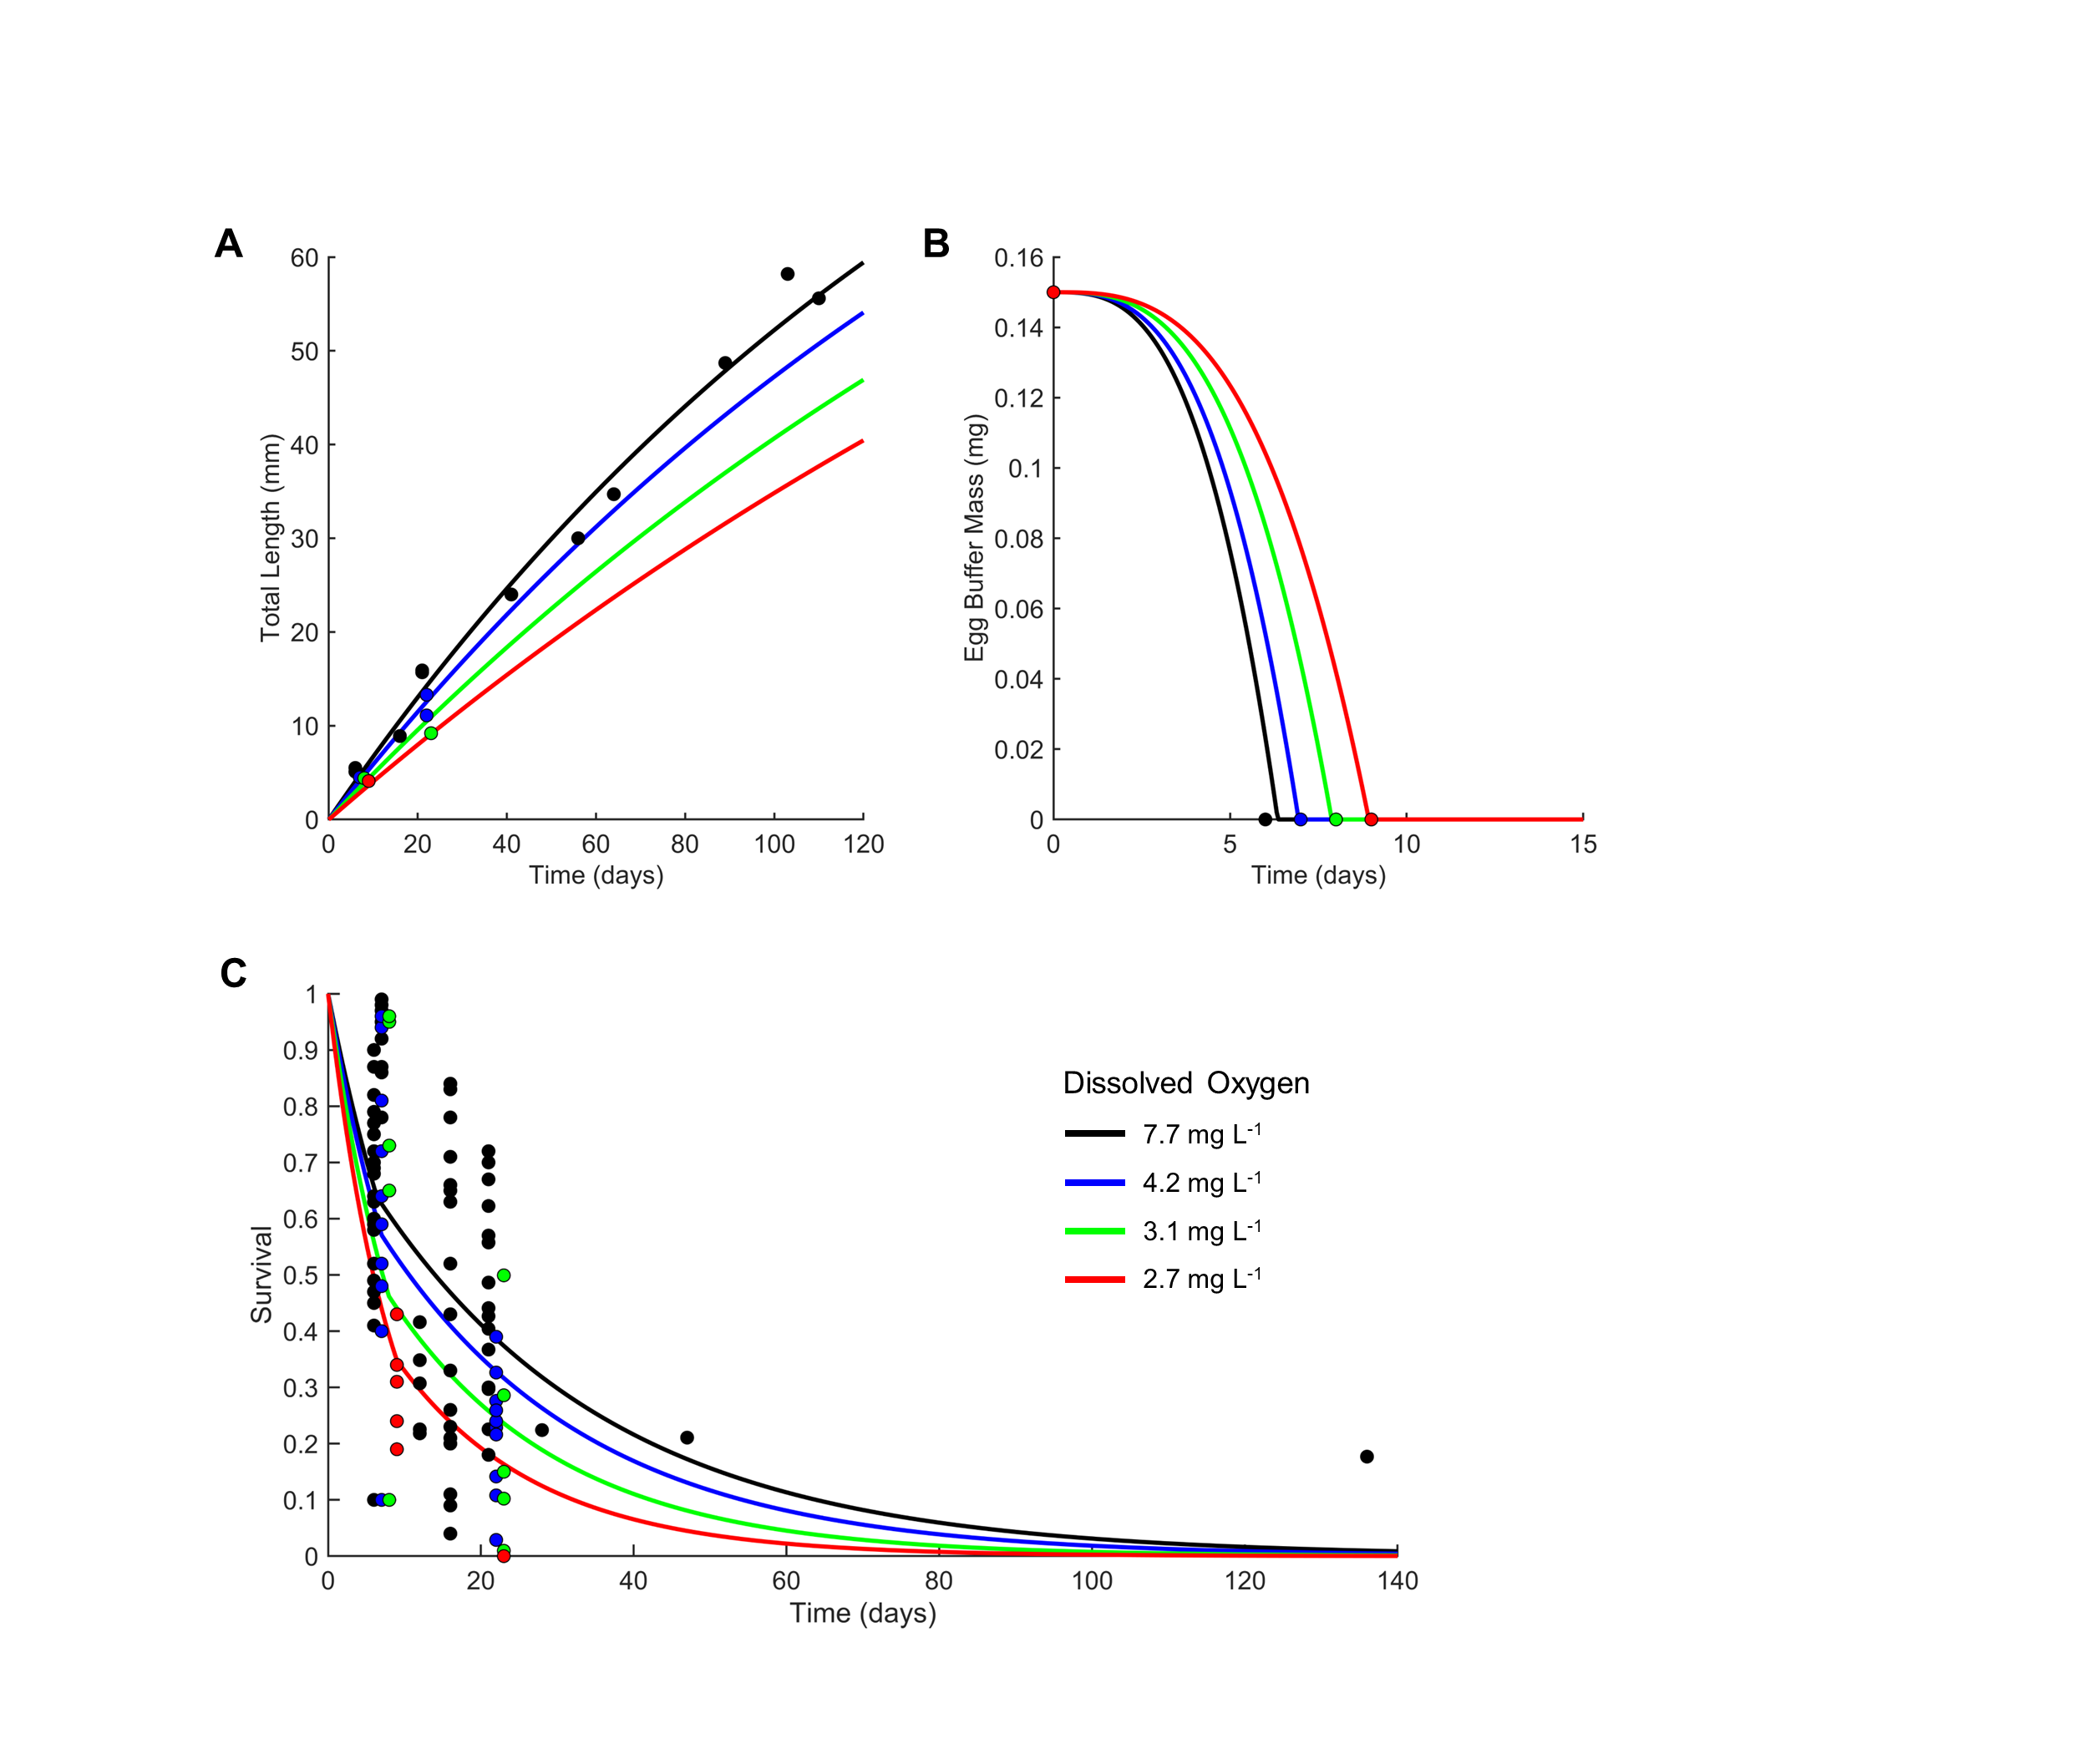 A
B
60
50
40
30
20
10
0
Total Length (mm)
0 20 40 60 80 100 120
Time (days)
0.16
0.14
0.12
0.1
0.08
0.06
0.04
0.02
0
Egg Buffer Mass (mg)
0 5 10 15
Time (days)
C
1
0.9
0.8
0.7
0.6
0.5
0.4
0.3
0.2
0.1
0
Survival
0 20 40 60 80 100 120 140
Time (days)
Dissolved Oxygen
7.7 mg L⁻¹
4.2 mg L⁻¹
3.1 mg L⁻¹
2.7 mg L⁻¹